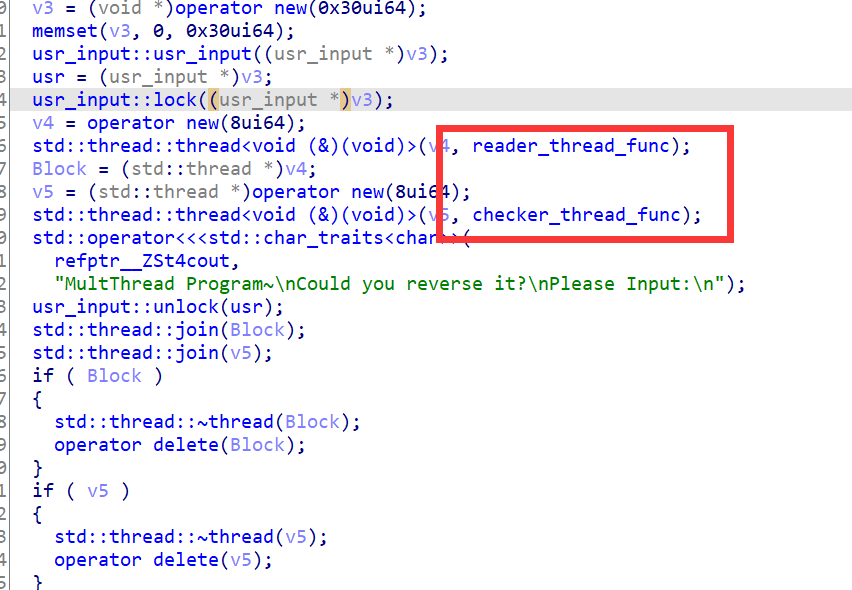 0 v3 = (void *)operator new(0x30ui64);
1 memset(v3, 0, 0x30ui64);
2 usr_input::usr_input((usr_input *)v3);
3 usr = (usr_input *)v3;
4 usr_input::lock((usr_input *)v3);
5 v4 = operator new(8ui64);
6 std::thread::thread<void (&)(void)>(v4, reader_thread_func);
7 Block = (std::thread *)v4;
8 v5 = (std::thread *)operator new(8ui64);
9 std::thread::thread<void (&)(void)>(v5, checker_thread_func);
0 std::operator<<<std::char_traits<char>>(
1 refptr__ZSt4cout,
2 "MultThread Program~\nCould you reverse it?\nPlease Input:\n");
3 usr_input::unlock(usr);
4 std::thread::join(Block);
5 std::thread::join(v5);
6 if ( Block )
7 {
8 std::thread::~thread(Block);
9 operator delete(Block);
0 }
1 if ( v5 )
2 {
3 std::thread::~thread(v5);
4 operator delete(v5);
5 }